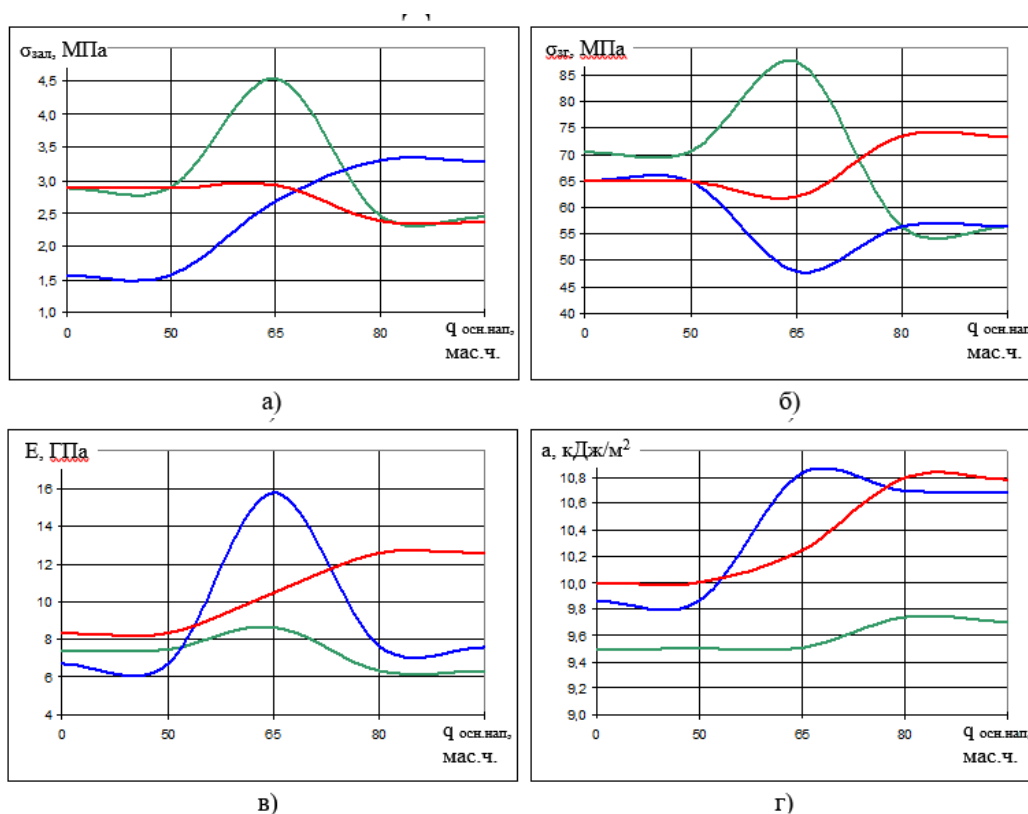 σзал, МПа
4,5
4,0
3,5
3,0
2,5
2,0
1,5
1,0
0 50 65 80 q осн.нап,
мас.ч.
а)
σзг, МПа
85
80
75
70
65
60
55
50
45
40
0 50 65 80 q осн.нап,
мас.ч.
б)
E, ГПа
16
14
12
10
8
6
4
0 50 65 80 q осн.нап,
мас.ч.
в)
а, кДж/м²
10,8
10,6
10,4
10,2
10,0
9,8
9,6
9,4
9,2
9,0
0 50 65 80 q осн.нап,
мас.ч.
г)